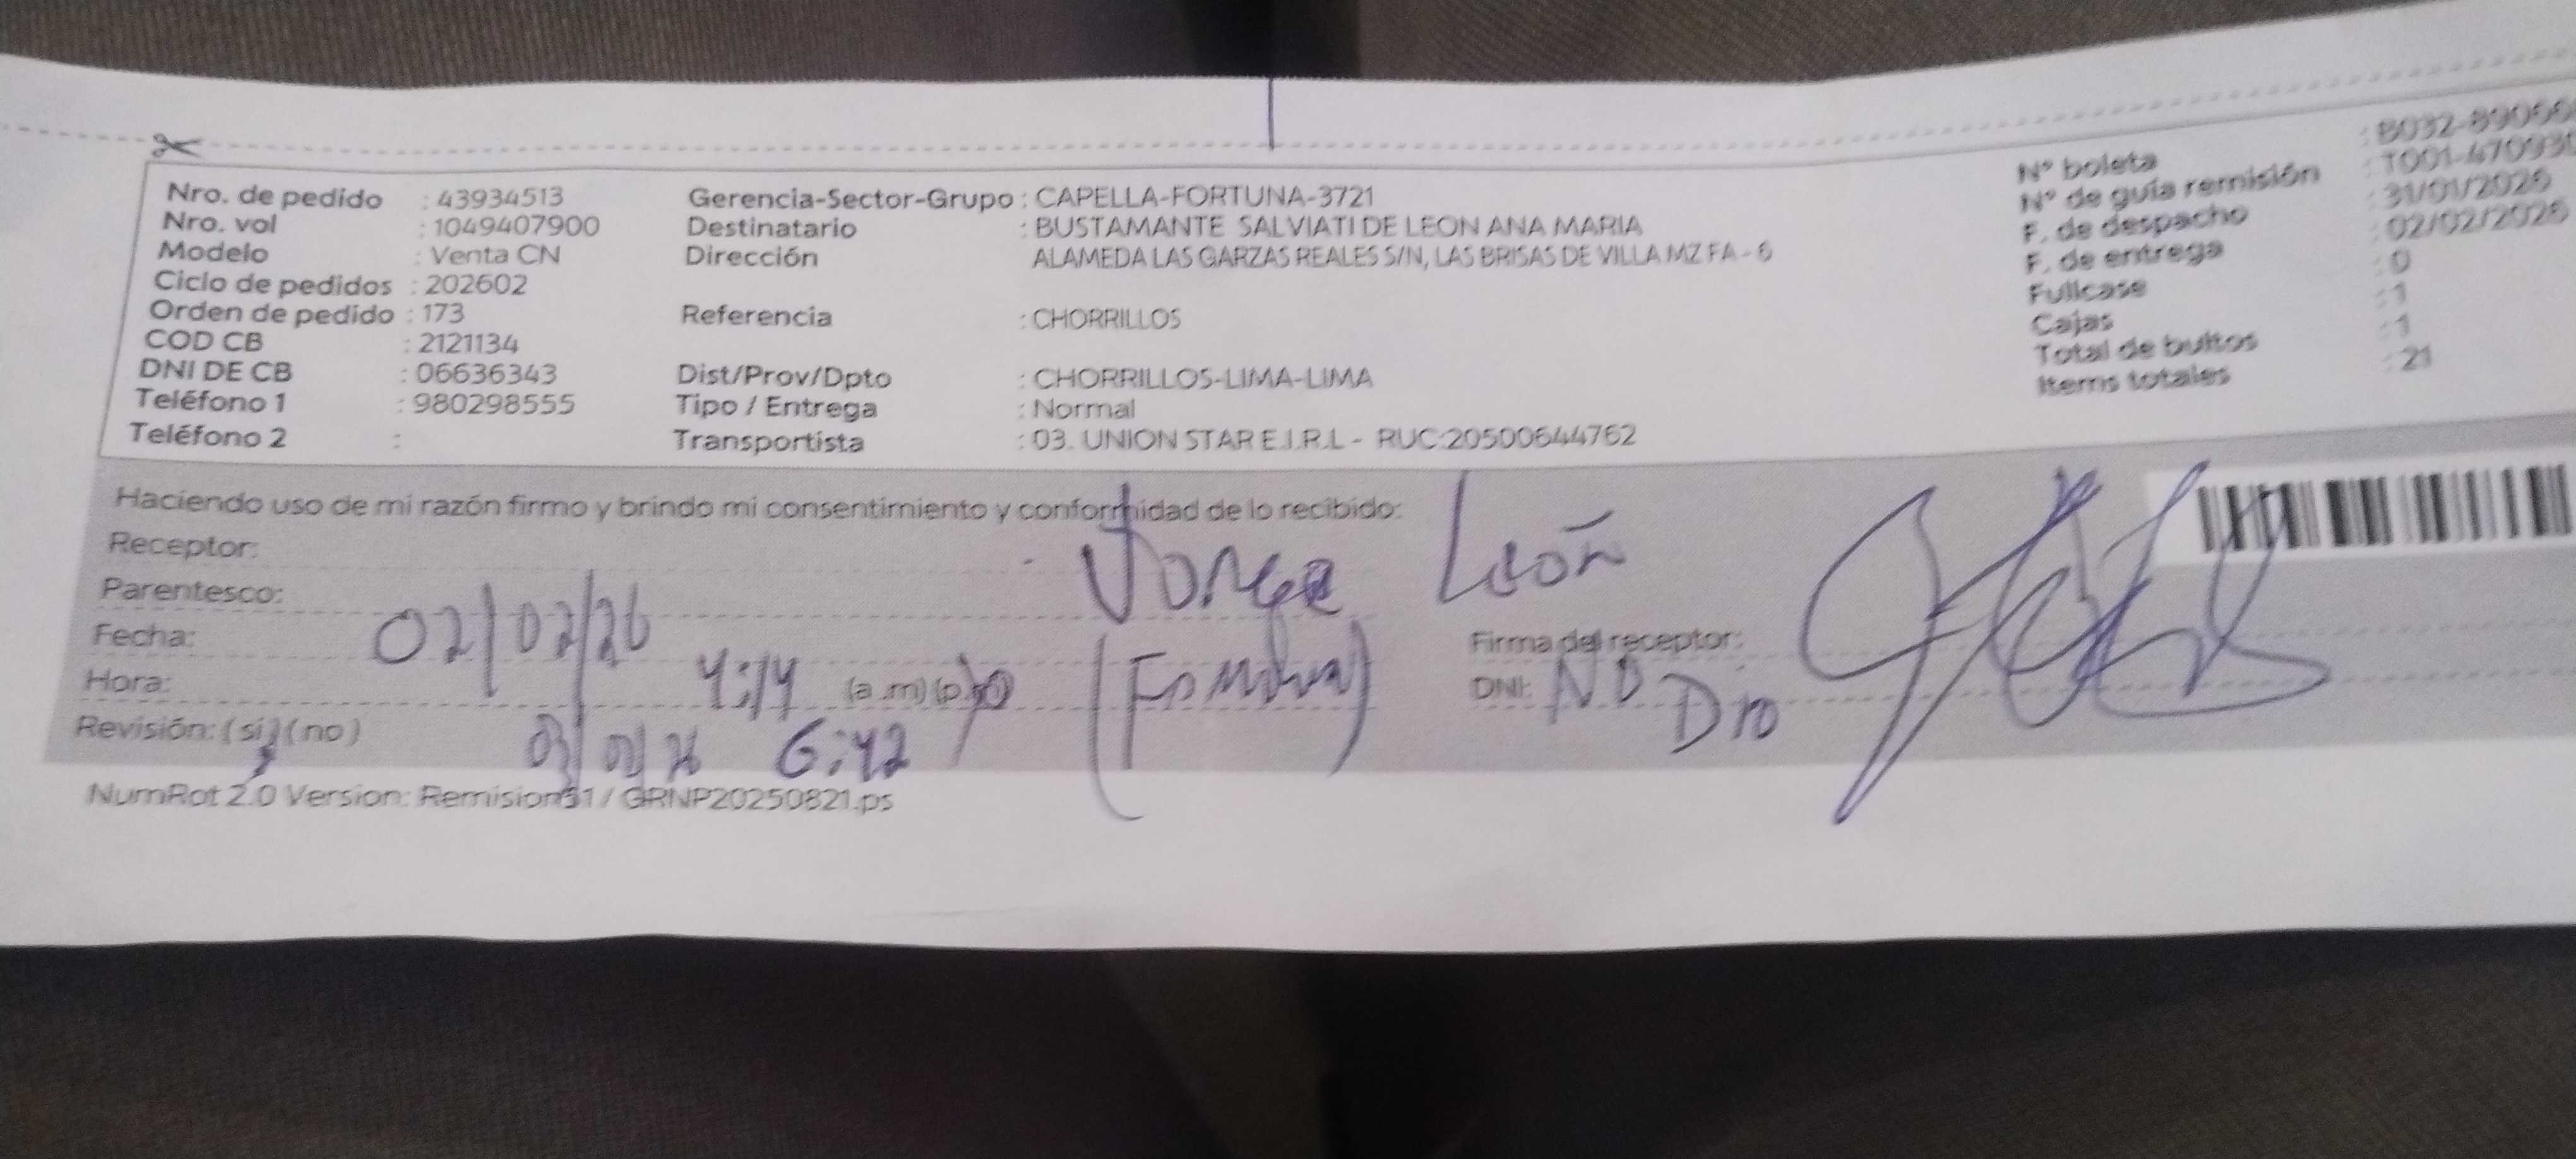 Nro. de pedido : 43934513
Nro. vol : 1049407900
Modelo : Venta CN
Ciclo de pedidos : 202602
Orden de pedido : 173
COD CB : 2121134
DNI DE CB : 06636343
Teléfono 1 : 980298555
Teléfono 2 :
Gerencia-Sector-Grupo : CAPELLA-FORTUNA-3721
Destinatario : BUSTAMANTE SALVIATI DE LEON ANA MARIA
Dirección ALAMEDA LAS GARZAS REALES S/N, LAS BRISAS DE VILLA MZ FA - 6
Referencia : CHORRILLOS
Dist/Prov/Dpto : CHORRILLOS-LIMA-LIMA
Tipo / Entrega : Normal
Transportista : 03. UNION STAR E.I.R.L - RUC:20500644762
N° boleta : B032-89056
N° de guía remisión : T001-470930
F. de despacho : 31/01/2026
F. de entrega : 02/02/2026
Fullcase : 0
Cajas : 1
Total de bultos : 1
Items totales : 21
Haciendo uso de mi razón firmo y brindo mi consentimiento y conformidad de lo recibido:
Receptor: Jorge León
Parentesco:
Fecha: 02/02/26
Hora: 4:14 (a.m)(p.m)
Firma del receptor:
DNI: NO Dio
Revisión: (si) (no) 6:42
NumRot 2.0 Version: Remision31 / GRNP20250821.ps